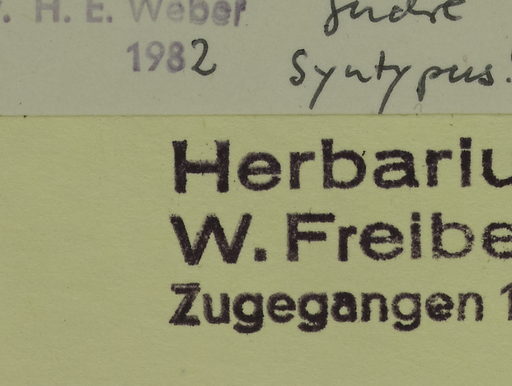 H. E. Weber
1982
Syntypus!
Herbariu
W. Freibe
Zugegangen 1